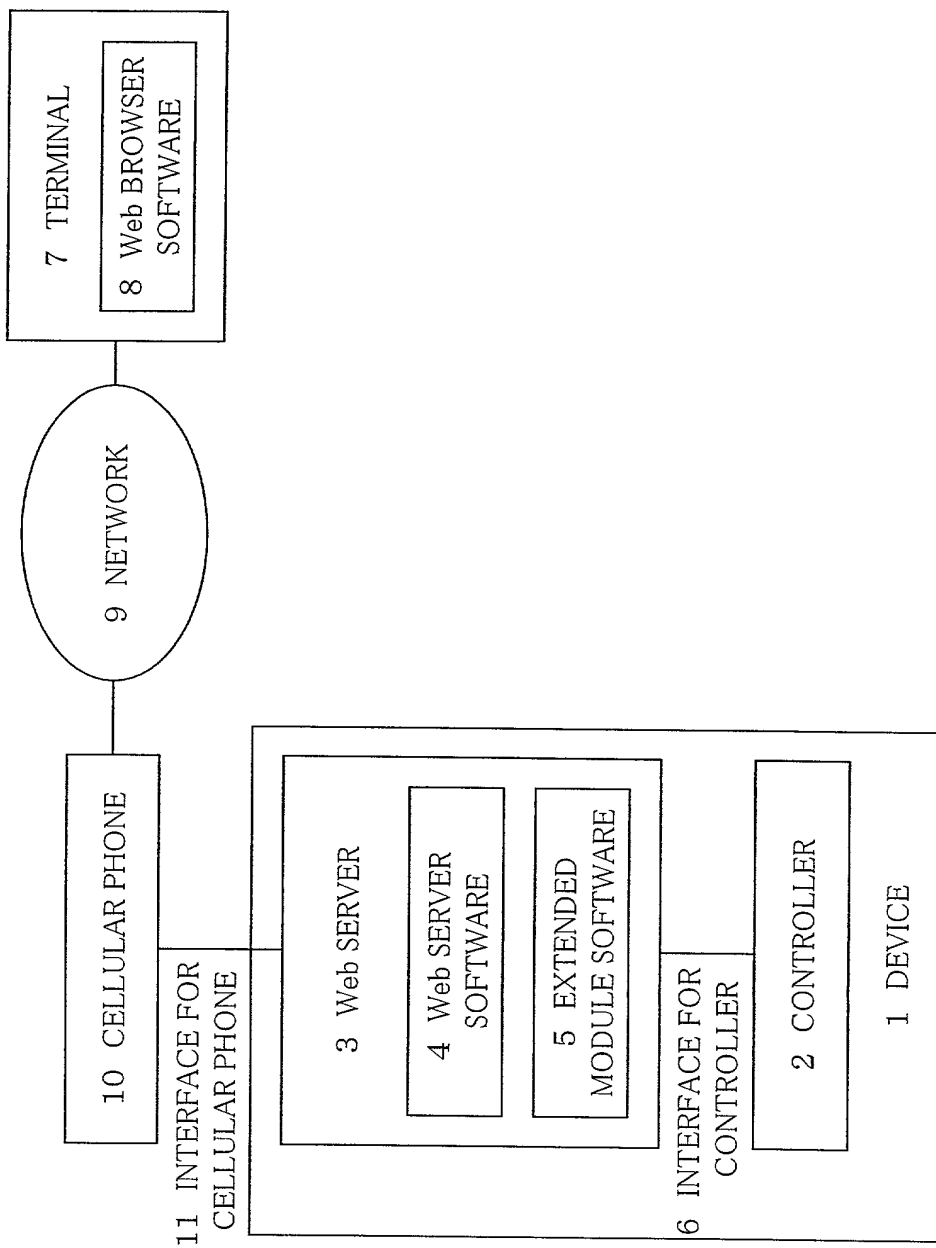 10 CELLULAR PHONE
9 NETWORK
7 TERMINAL
8 Web BROWSER
SOFTWARE
11 INTERFACE FOR
CELLULAR PHONE
3 Web SERVER
4 Web SERVER
SOFTWARE
5 EXTENDED
MODULE SOFTWARE
6 INTERFACE FOR
CONTROLLER
2 CONTROLLER
1 DEVICE